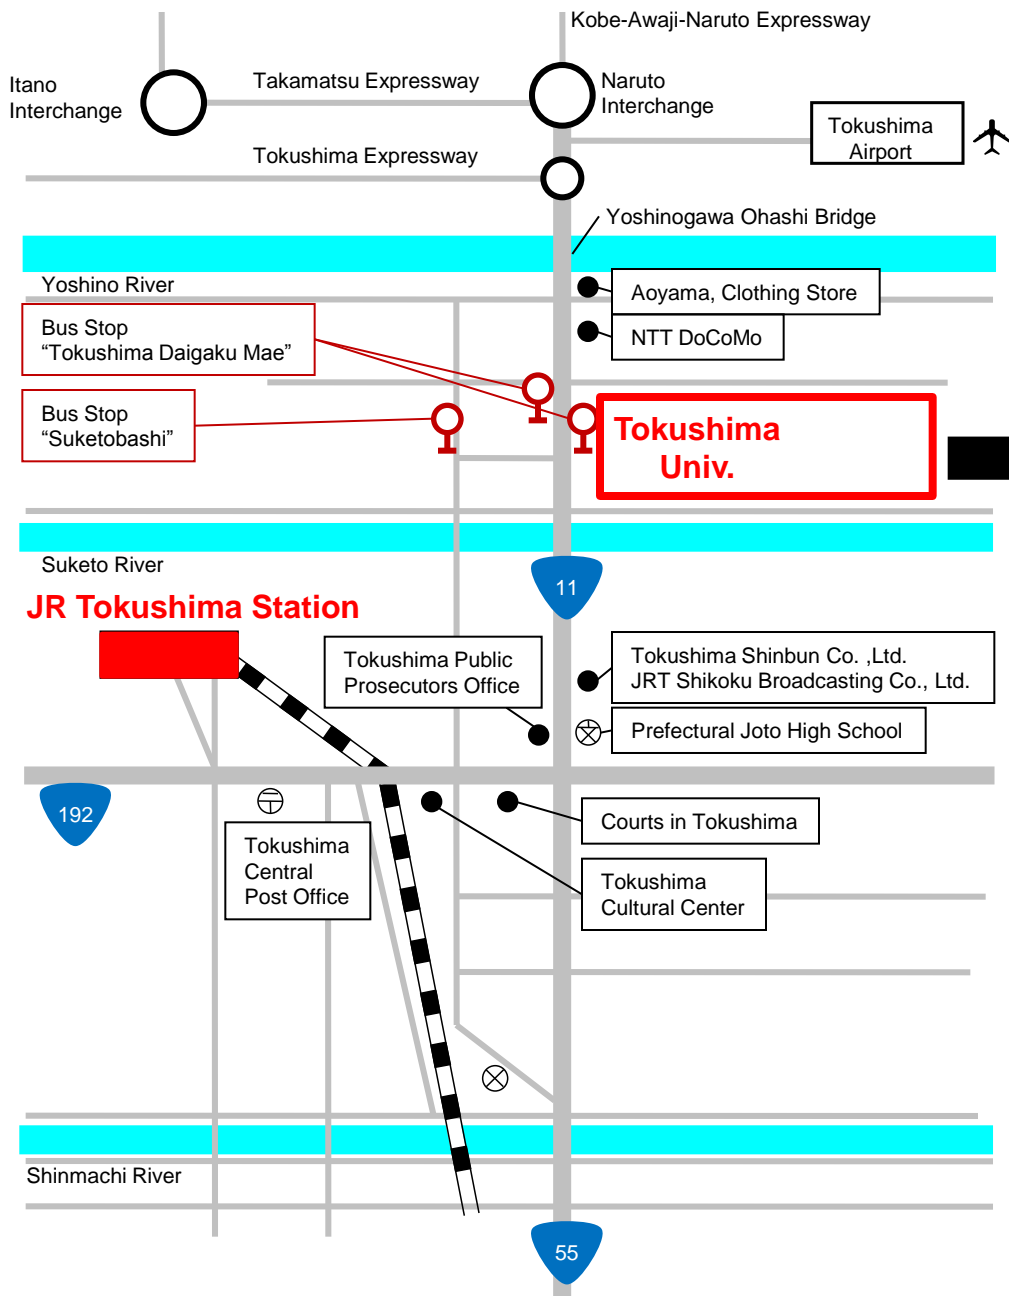 Kobe-Awaji-Naruto Expressway
Itano
Interchange
Takamatsu Expressway
Naruto
Interchange
Tokushima
Airport
Tokushima Expressway
Yoshinogawa Ohashi Bridge
Yoshino River
Aoyama, Clothing Store
Bus Stop
“Tokushima Daigaku Mae”
NTT DoCoMo
Bus Stop
“Suketobashi”
Tokushima
Univ.
Suketo River
11
JR Tokushima Station
Tokushima Public
Prosecutors Office
Tokushima Shinbun Co. ,Ltd.
JRT Shikoku Broadcasting Co., Ltd.
Prefectural Joto High School
192
Tokushima
Central
Post Office
Courts in Tokushima
Tokushima
Cultural Center
Shinmachi River
55